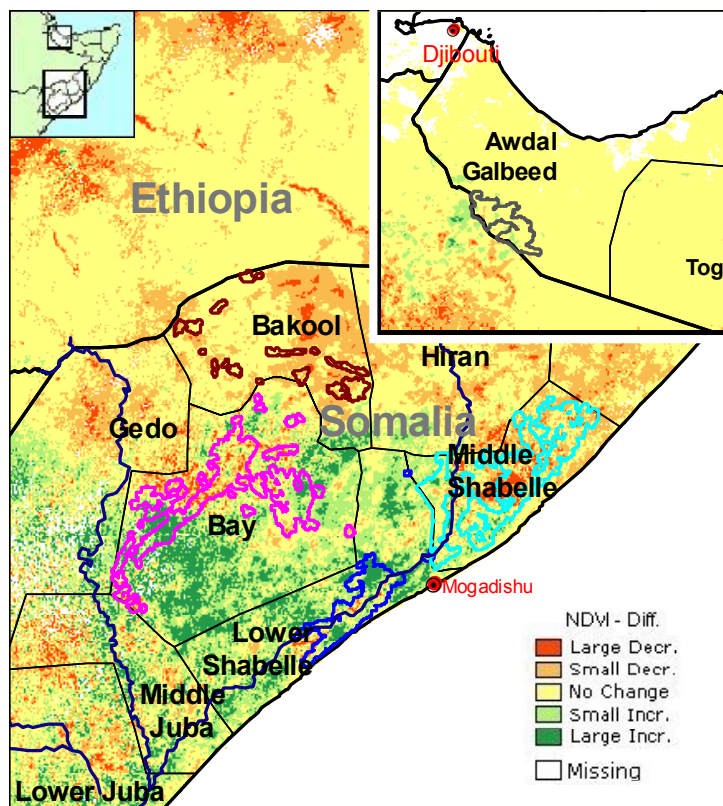 Djibouti
Awdal
Galbeed
Tog
Ethiopia
Bakool
Hiran
Somalia
Gedo
Middle
Shabelle
Bay
Mogadishu
Lower
Shabelle
Middle
Juba
Lower Juba
NDVI - Diff.
Large Decr.
Small Decr.
No Change
Small Incr.
Large Incr.
Missing